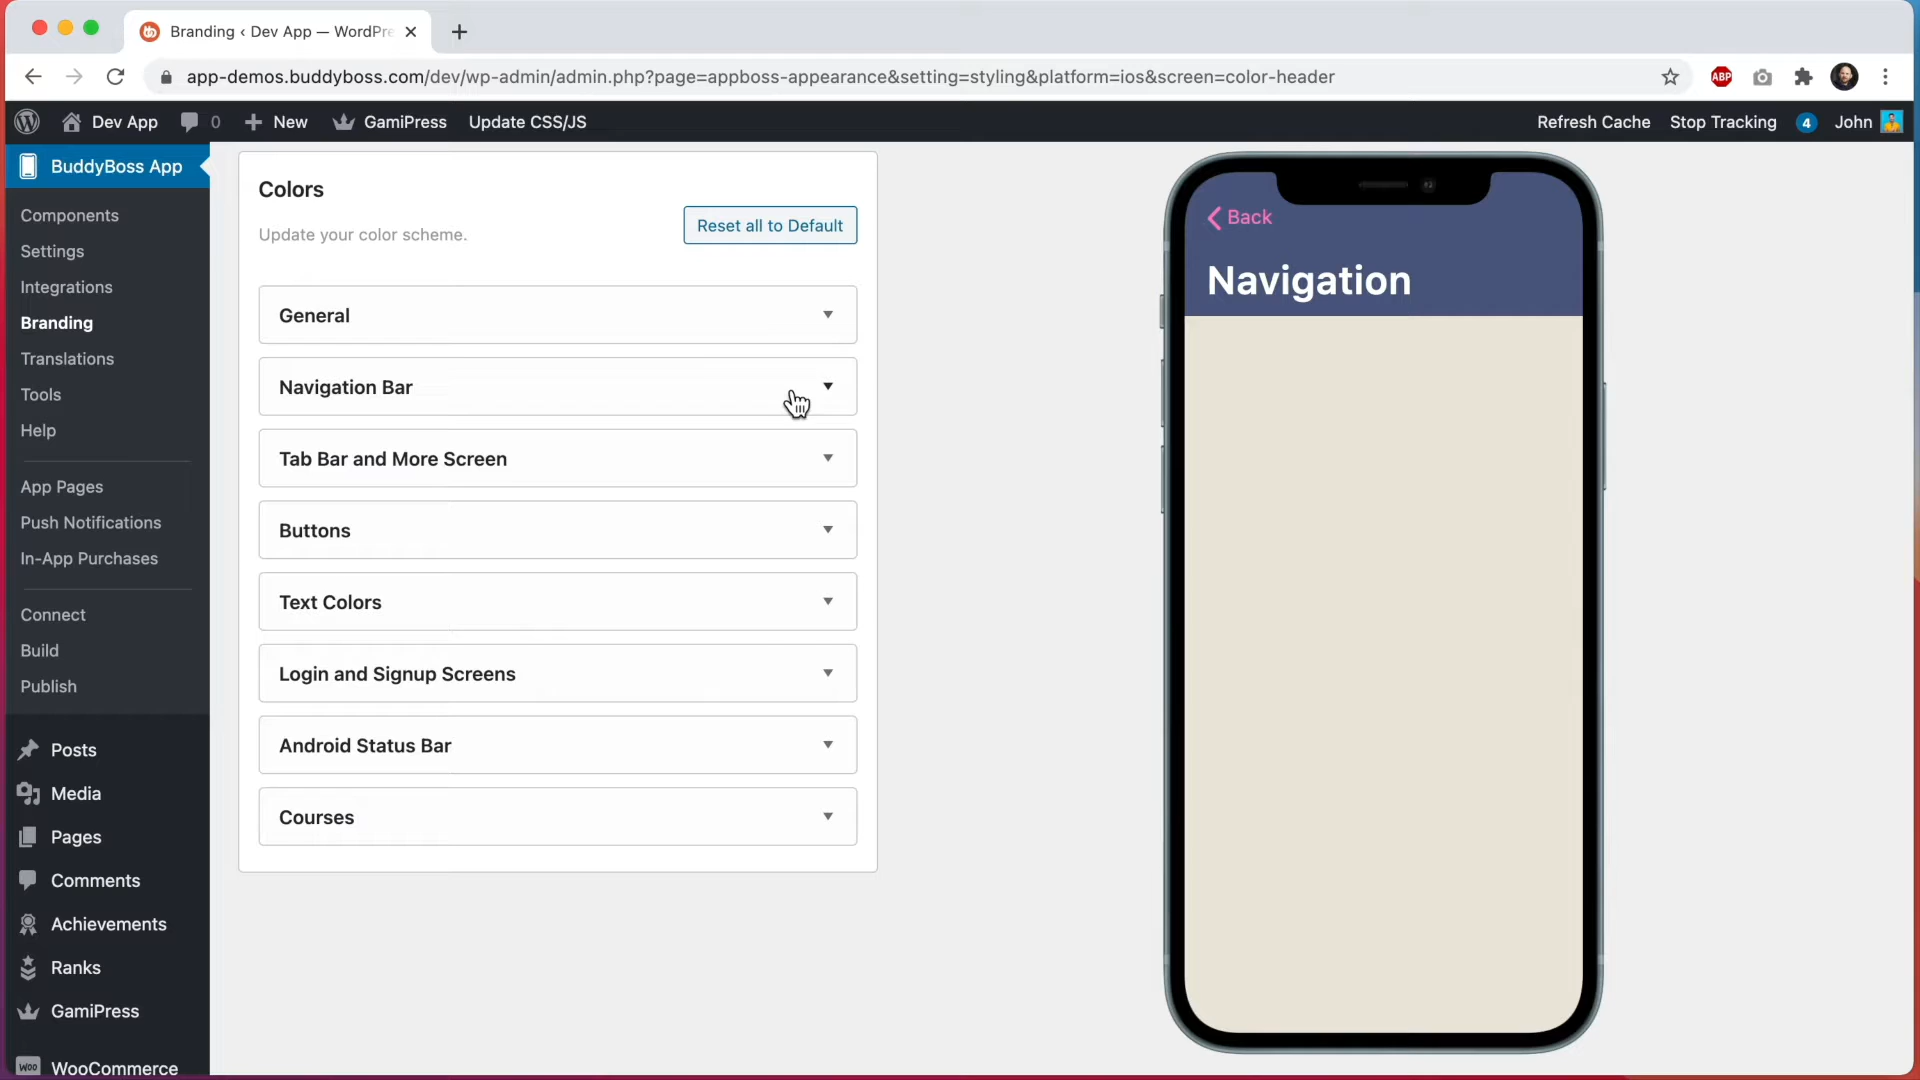 Branding ‹ Dev App — WordPre
app-demos.buddyboss.com/dev/wp-admin/admin.php?page=appboss-appearance&setting=styling&platform=ios&screen=color-header
ABP
Dev App
0
New
GamiPress
Update CSS/JS
Refresh Cache
Stop Tracking
4
John
BuddyBoss App
Components
Settings
Integrations
Branding
Translations
Tools
Help
App Pages
Push Notifications
In-App Purchases
Connect
Build
Publish
Posts
Media
Pages
Comments
Achievements
Ranks
GamiPress
WOO
WooCommerce
Colors
Update your color scheme.
Reset all to Default
General
Navigation Bar
Tab Bar and More Screen
Buttons
Text Colors
Login and Signup Screens
Android Status Bar
Courses
Back
Navigation